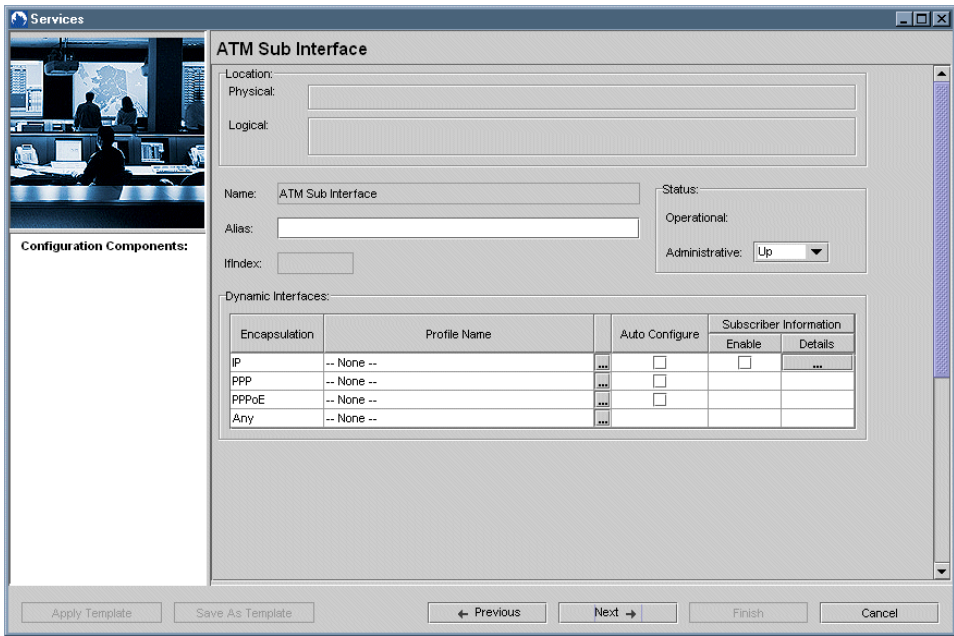 Services
ATM Sub Interface
Location:
Physical:
Logical:
Name: ATM Sub Interface
Alias:
IfIndex:
Status:
Operational:
Administrative: Up
Configuration Components:
Dynamic Interfaces:
Encapsulation Profile Name Auto Configure Subscriber Information
Enable Details
IP -- None -- ... ...
PPP -- None -- ...
PPPoE -- None -- ...
Any -- None -- ...
Apply Template Save As Template ← Previous Next → Finish Cancel